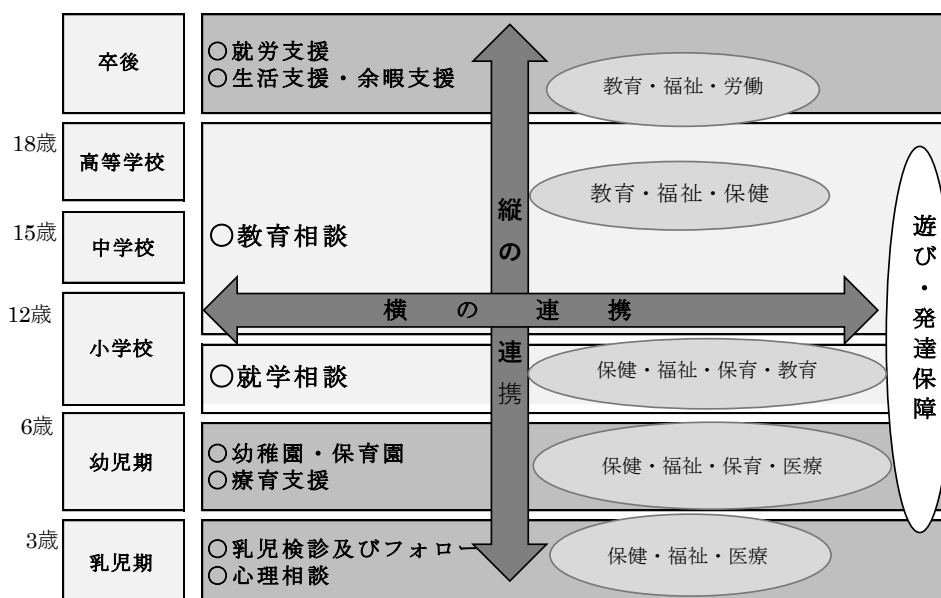 卒後
○就労支援
○生活支援・余暇支援
教育・福祉・労働
18歳
高等学校
教育・福祉・保健
15歳
中学校
○教育相談
縦の連携
横の連携
12歳
小学校
○就学相談
保健・福祉・保育・教育
6歳
幼児期
○幼稚園・保育園
○療育支援
保健・福祉・保育・医療
3歳
乳児期
○乳児検診及びフォロー
○心理相談
保健・福祉・医療
遊び・発達保障